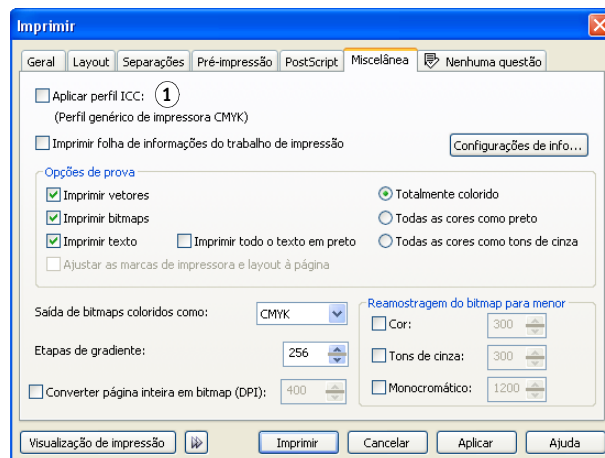 Imprimir
Geral Layout Separações Pré-impressão PostScript Miscelânea Nenhuma questão
Aplicar perfil ICC: 1
(Perfil genérico de impressora CMYK)
Imprimir folha de informações do trabalho de impressão
Configurações de info...
Opções de prova
Imprimir vetores
Totalmente colorido
Imprimir bitmaps
Todas as cores como preto
Imprimir texto Imprimir todo o texto em preto
Todas as cores como tons de cinza
Ajustar as marcas de impressora e layout à página
Saída de bitmaps coloridos como: CMYK
Reamostragem do bitmap para menor
Cor: 300
Etapas de gradiente: 256
Tons de cinza: 300
Converter página inteira em bitmap (DPI): 400
Monocromático: 1200
Visualização de impressão Imprimir Cancelar Aplicar Ajuda